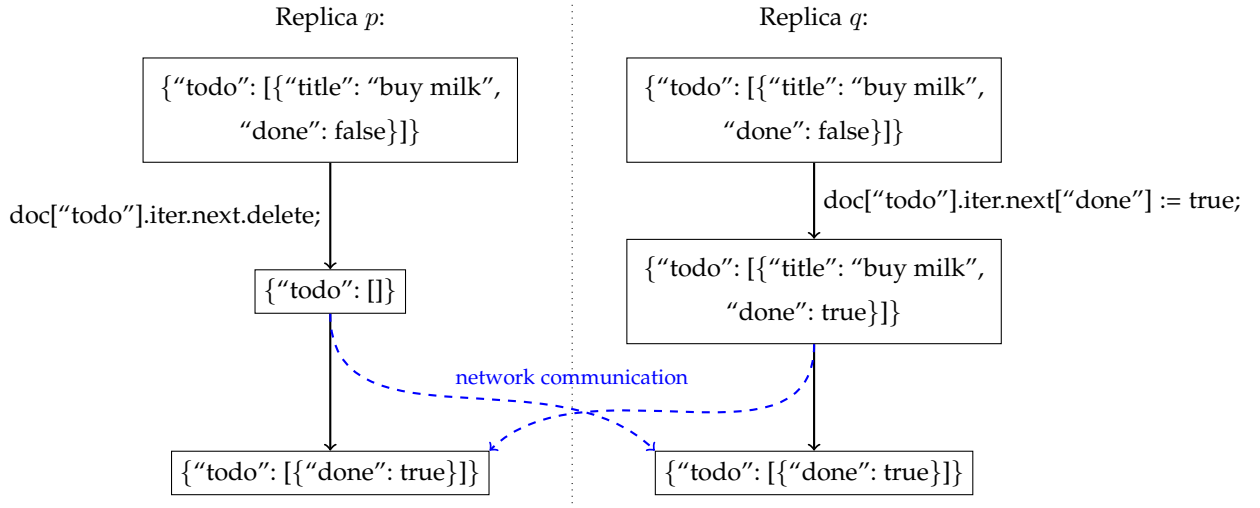 Replica p:
Replica q:
{“todo”: [{“title”: “buy milk”,
“done”: false}]}
{“todo”: [{“title”: “buy milk”,
“done”: false}]}
doc[“todo”].iter.next.delete;
doc[“todo”].iter.next[“done”] := true;
{“todo”: []}
{“todo”: [{“title”: “buy milk”,
“done”: true}]}
network communication
{“todo”: [{“done”: true}]}
{“todo”: [{“done”: true}]}